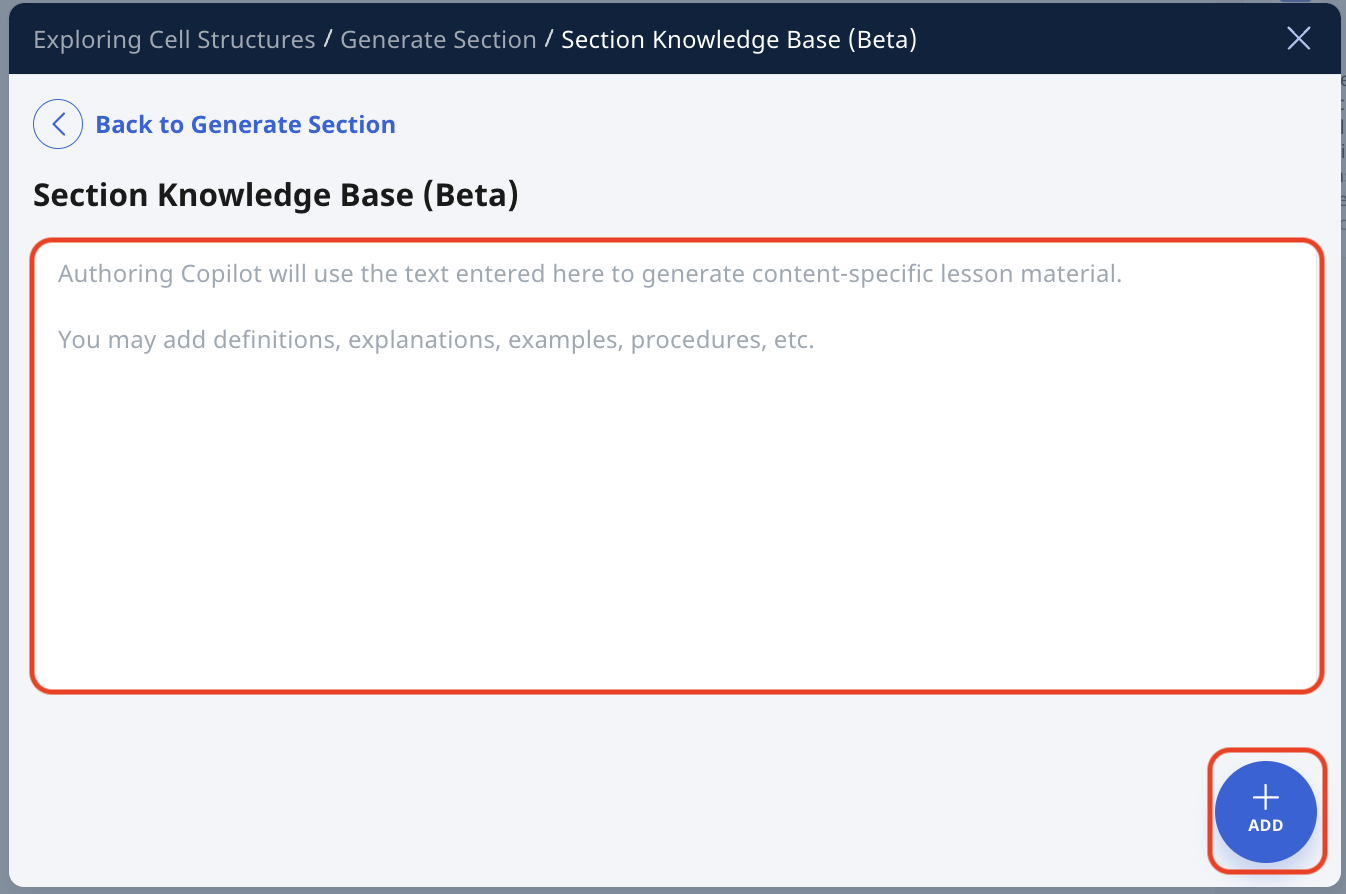 Exploring Cell Structures / Generate Section / Section Knowledge Base (Beta)
Back to Generate Section
Section Knowledge Base (Beta)
Authoring Copilot will use the text entered here to generate content-specific lesson material.
You may add definitions, explanations, examples, procedures, etc.
ADD